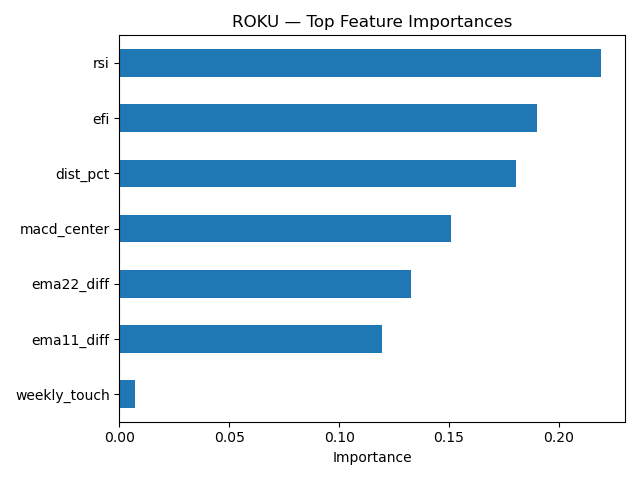 ROKU — Top Feature Importances
rsi
efi
dist_pct
macd_center
ema22_diff
ema11_diff
weekly_touch
0.00 0.05 0.10 0.15 0.20
Importance